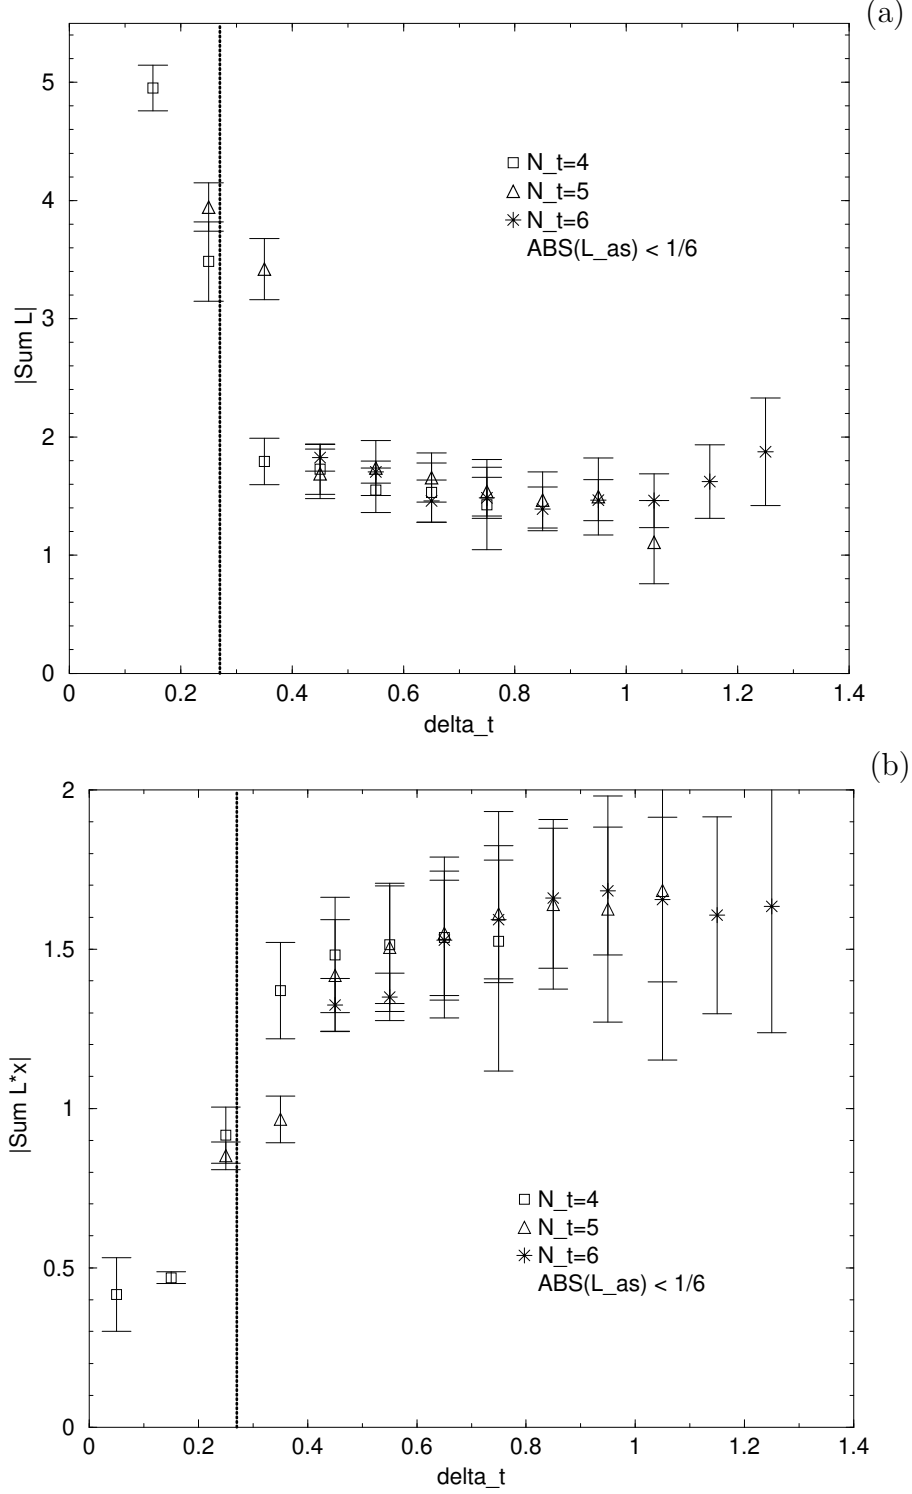 (a)
5
4
3
2
1
0
|Sum L|
N_t=4
N_t=5
N_t=6
ABS(L_as) < 1/6
0 0.2 0.4 0.6 0.8 1 1.2 1.4
delta_t
(b)
2
1.5
1
0.5
0
|Sum L*x|
N_t=4
N_t=5
N_t=6
ABS(L_as) < 1/6
0 0.2 0.4 0.6 0.8 1 1.2 1.4
delta_t